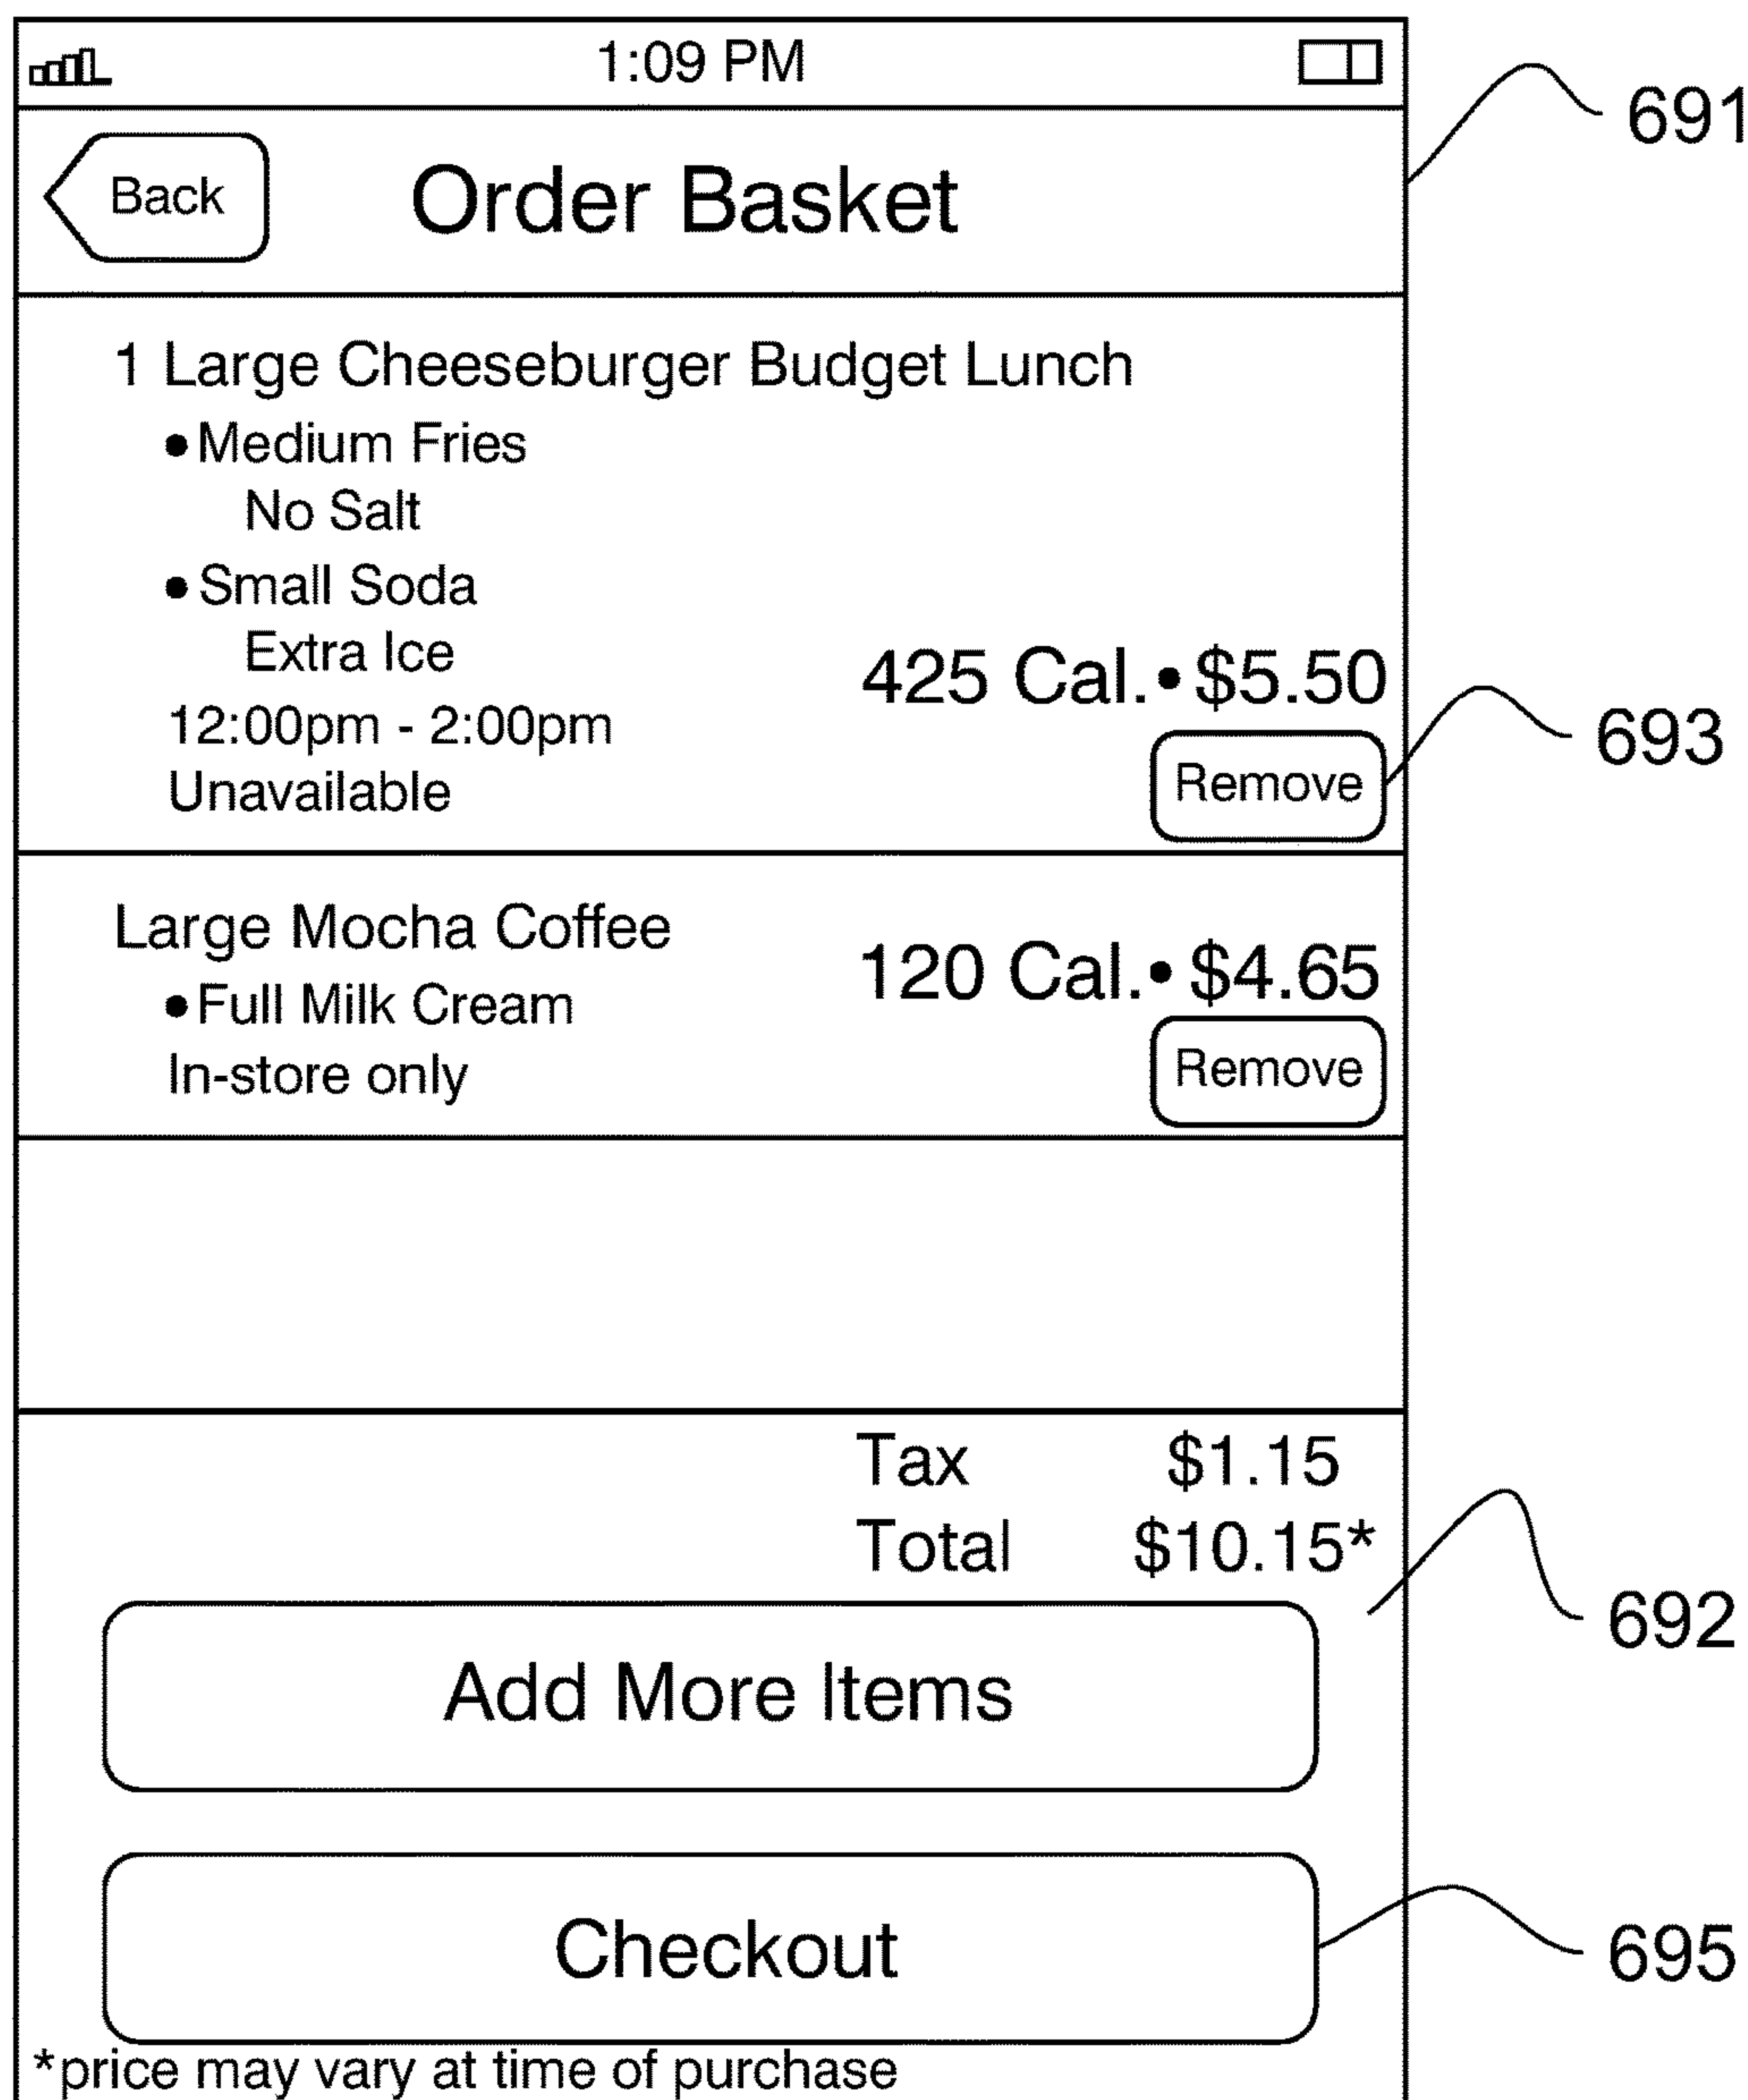 1:09 PM
691
Back
Order Basket
1 Large Cheeseburger Budget Lunch
•Medium Fries
No Salt
•Small Soda
Extra Ice
425 Cal.•$5.50
12:00pm - 2:00pm
693
Unavailable
Remove
Large Mocha Coffee
120 Cal.•$4.65
•Full Milk Cream
In-store only
Remove
Tax $1.15
Total $10.15*
692
Add More Items
Checkout
695
*price may vary at time of purchase